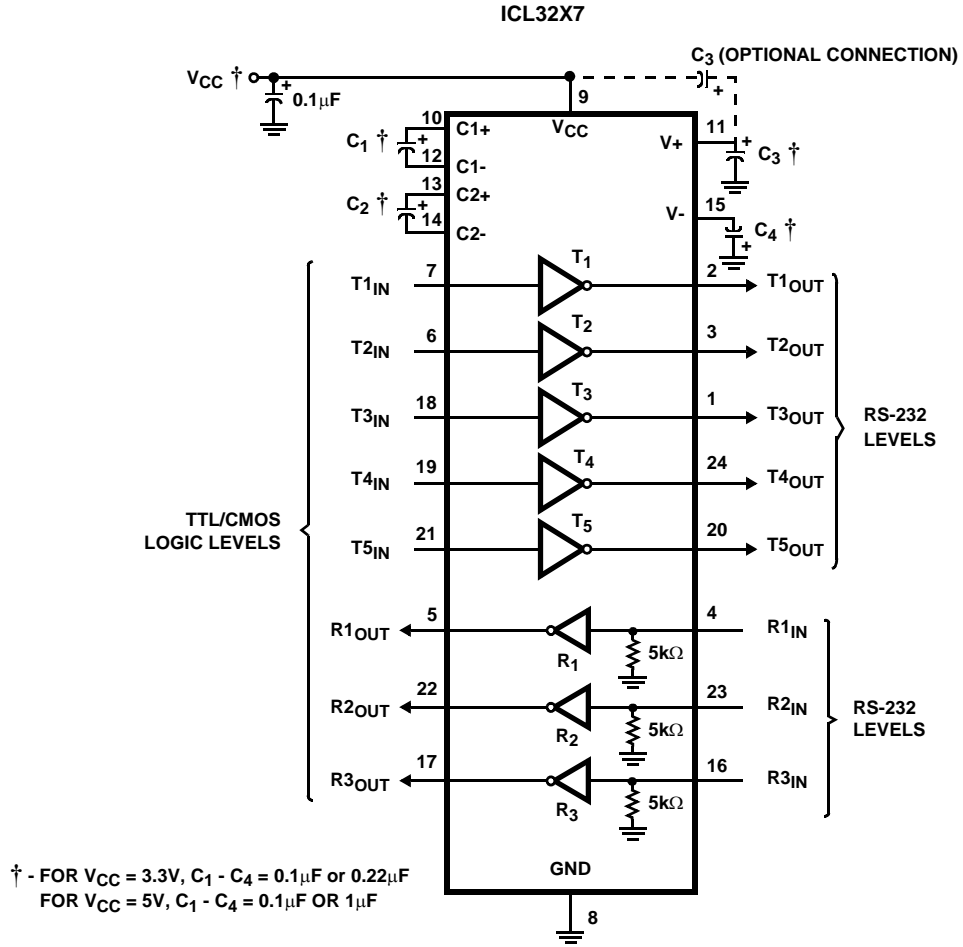 ICL32X7
C3 (OPTIONAL CONNECTION)
VCC †
+
0.1μF
9
VCC
+
10
C1+
C1 †
+
12
C1-
13
C2+
C2 †
+
14
C2-
11
V+
+
C3 †
15
V-
C4 †
+
T1IN
7
T1
2
T1OUT
T2IN
6
T2
3
T2OUT
T3IN
18
T3
1
T3OUT
T4IN
19
T4
24
T4OUT
T5IN
21
T5
20
T5OUT
RS-232
LEVELS
TTL/CMOS
LOGIC LEVELS
R1OUT
5
R1
5kΩ
4
R1IN
R2OUT
22
R2
5kΩ
23
R2IN
R3OUT
17
R3
5kΩ
16
R3IN
RS-232
LEVELS
GND
8
† - FOR VCC = 3.3V, C1 - C4 = 0.1μF or 0.22μF
FOR VCC = 5V, C1 - C4 = 0.1μF OR 1μF